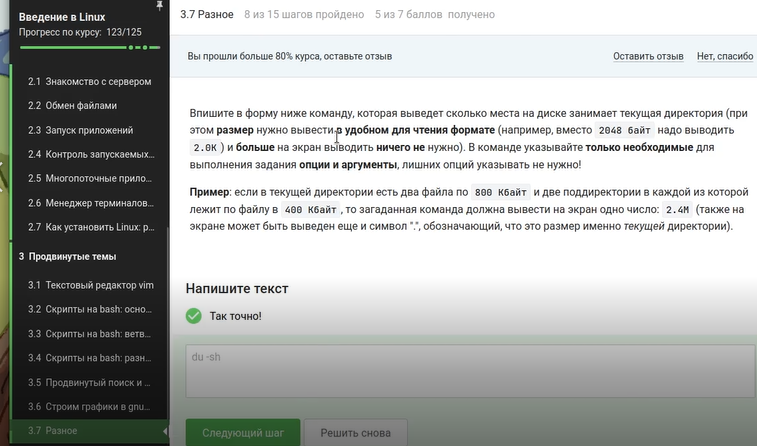 Введение в Linux
Прогресс по курсу: 123/125
2.1 Знакомство с сервером
2.2 Обмен файлами
2.3 Запуск приложений
2.4 Контроль запускаемых...
2.5 Многопоточные прило...
2.6 Менеджер терминалов...
2.7 Как установить Linux: р...
3 Продвинутые темы
3.1 Текстовый редактор vim
3.2 Скрипты на bash: осно...
3.3 Скрипты на bash: ветв...
3.4 Скрипты на bash: разн...
3.5 Продвинутый поиск и ...
3.6 Строим графики в gnu...
3.7 Разное
3.7 Разное 8 из 15 шагов пройдено 5 из 7 баллов получено
Вы прошли больше 80% курса, оставьте отзыв Оставить отзыв Нет, спасибо
Впишите в форму ниже команду, которая выведет сколько места на диске занимает текущая директория (при
этом размер нужно вывести в удобном для чтения формате (например, вместо 2048 байт надо выводить
2.0K ) и больше на экран выводить ничего не нужно). В команде указывайте только необходимые для
выполнения задания опции и аргументы, лишних опций указывать не нужно!
Пример: если в текущей директории есть два файла по 800 Кбайт и две поддиректории в каждой из которой
лежит по файлу в 400 Кбайт, то загаданная команда должна вывести на экран одно число: 2.4M (также на
экране может быть выведен еще и символ ".", обозначающий, что это размер именно текущей директории).
Напишите текст
Так точно!
du -sh
Следующий шаг Решить снова